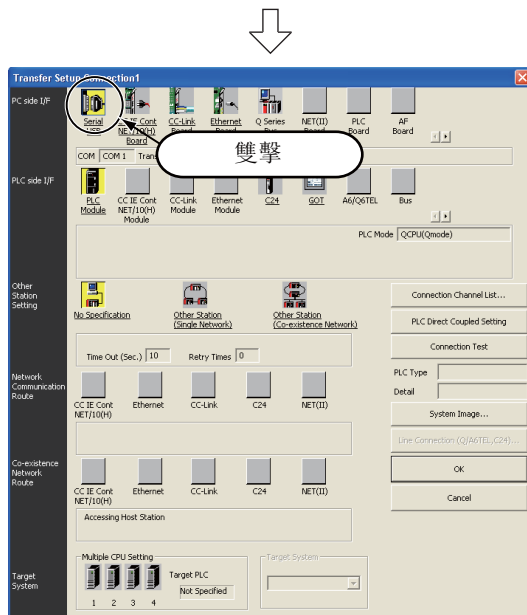 Transfer Setup Connection1
PC side I/F
Serial USB
CC IE Cont NET/10(H) Board
CC-Link Board
Ethernet Board
Q Series Bus
NET(II) Board
PLC Board
AF Board
雙擊
COM COM 1
PLC side I/F
PLC Module
CC IE Cont NET/10(H) Module
CC-Link Module
Ethernet Module
C24
GOT
A6/Q6TEL
Bus
PLC Mode QCPU(Qmode)
Other Station Setting
No Specification
Other Station (Single Network)
Other Station (Co-existence Network)
Time Out (Sec.) 10 Retry Times 0
Connection Channel List...
PLC Direct Coupled Setting
Connection Test
PLC Type
Detail
System Image...
Line Connection (Q/A6TEL,C24)...
OK
Cancel
Network Communication Route
CC IE Cont NET/10(H)
Ethernet
CC-Link
C24
NET(II)
Co-existence Network Route
CC IE Cont NET/10(H)
Ethernet
CC-Link
C24
NET(II)
Accessing Host Station
Target System
Multiple CPU Setting
1 2 3 4
Target PLC
Not Specified
Target System